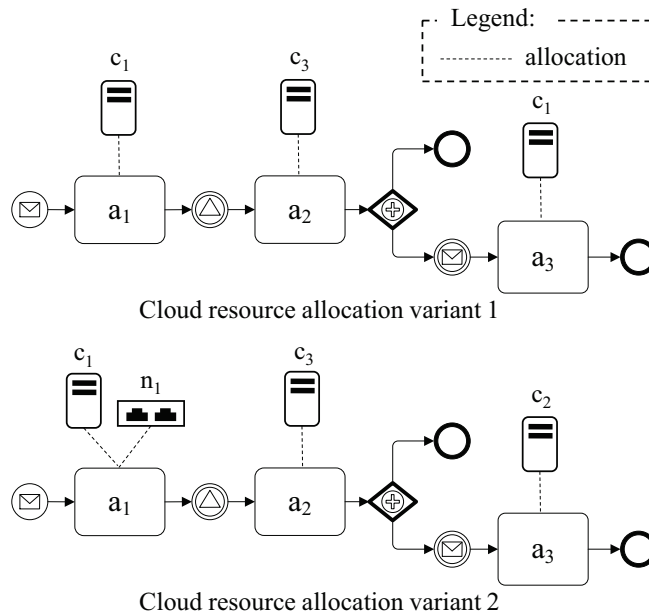 Legend:
allocation
c₁
c₃
c₁
a₁
a₂
a₃
Cloud resource allocation variant 1
c₁
n₁
c₃
c₂
a₁
a₂
a₃
Cloud resource allocation variant 2